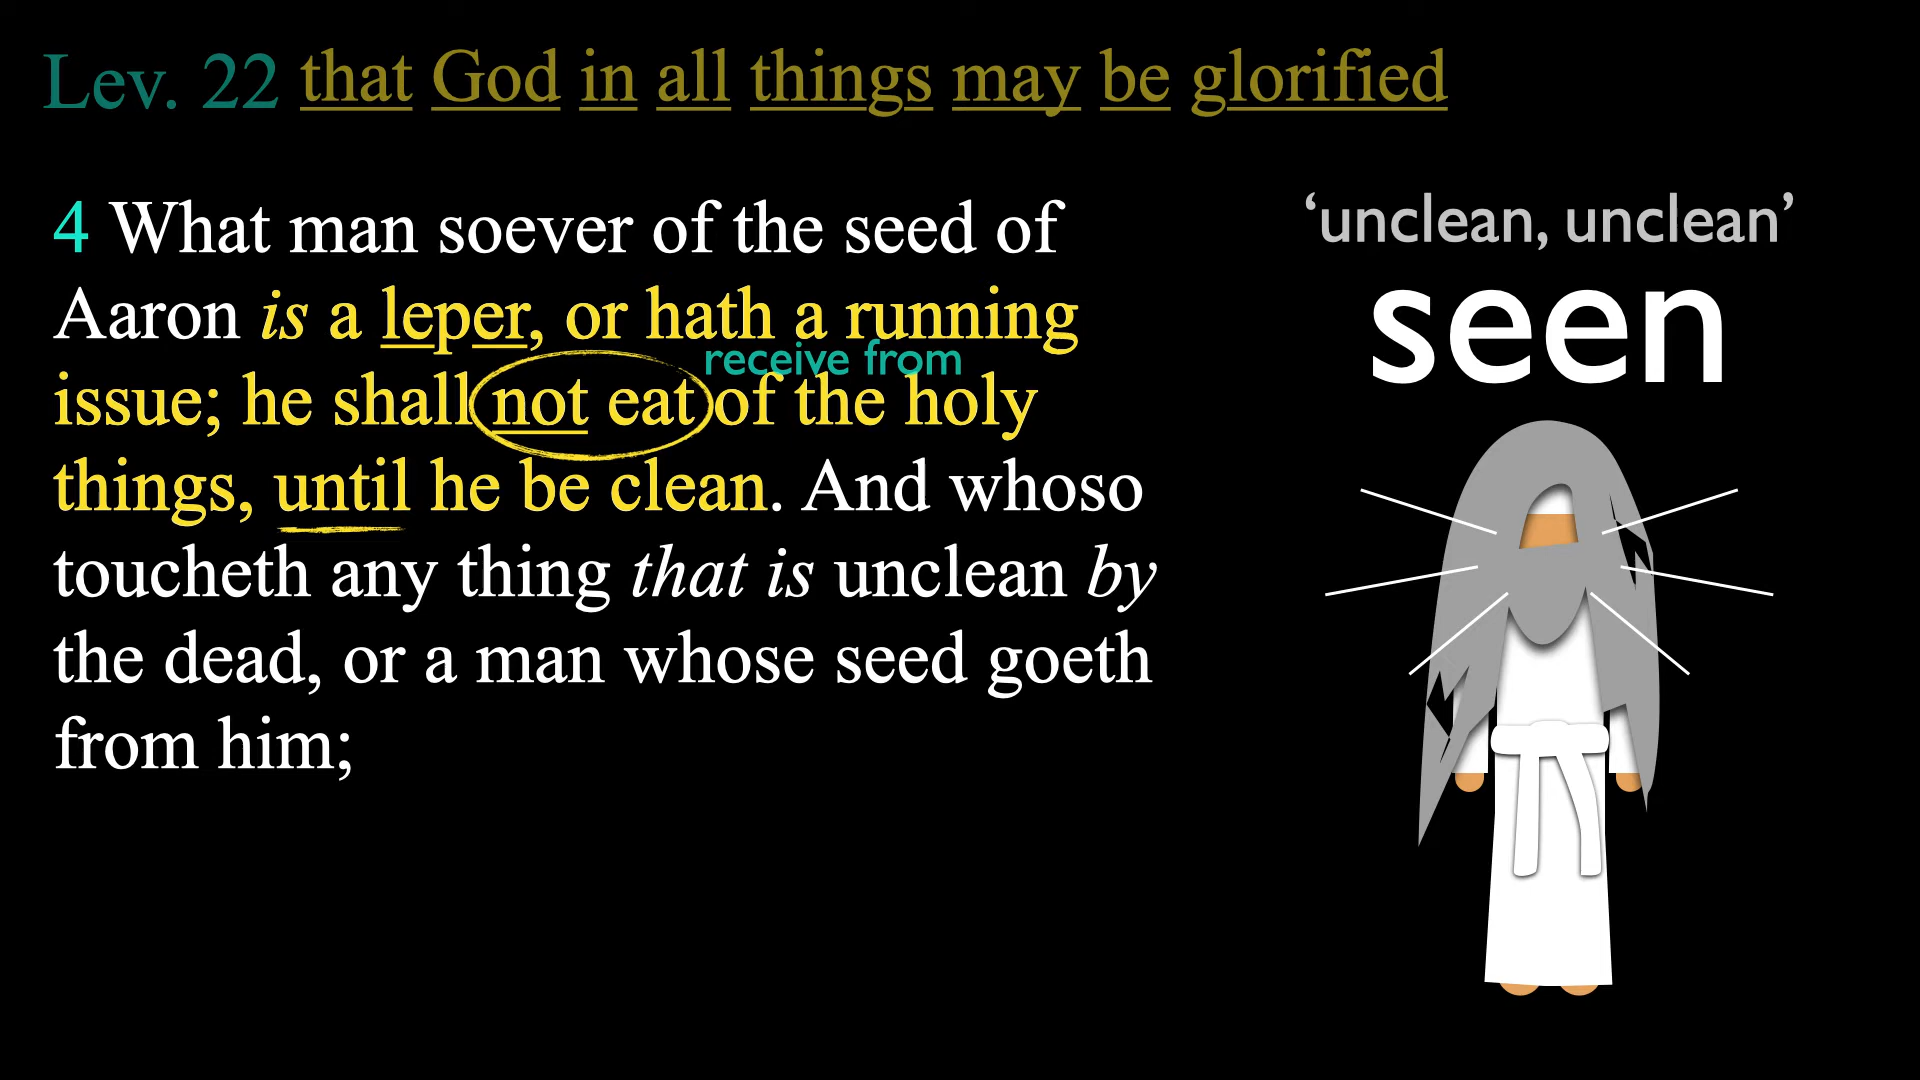 Lev. 22 that God in all things may be glorified
4 What man soever of the seed of
Aaron is a leper, or hath a running
receive from
issue; he shall not eat of the holy
things, until he be clean. And whoso
toucheth any thing that is unclean by
the dead, or a man whose seed goeth
from him;
‘unclean, unclean’
seen